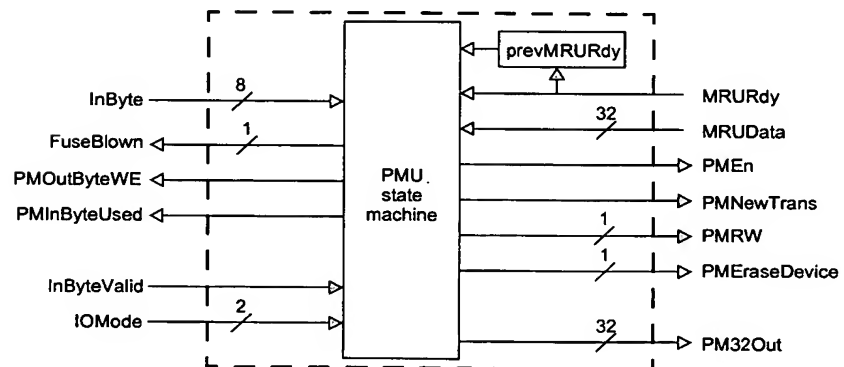 prevMRURdy
8
InByte
MRURdy
1
32
FuseBlown
MRUData
PMOutByteWE
PMU.
state
machine
PMEn
PMInByteUsed
PMNewTrans
1
PMRW
1
PMEraseDevice
InByteValid
2
IOMode
32
PM32Out